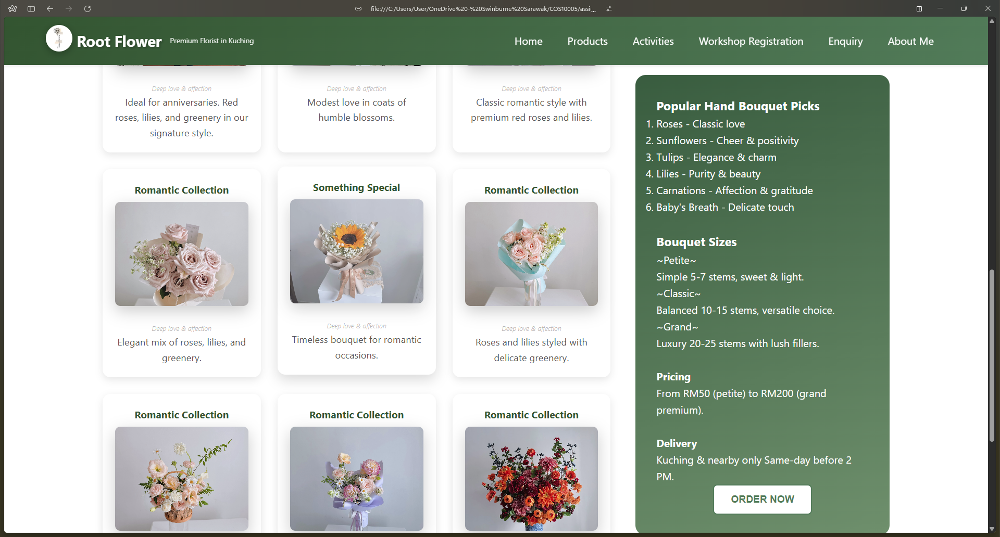 file:///C:/Users/User/OneDrive%20-%20Swinburne%20Sarawak/COS10005/assi...
Root Flower
Premium Florist in Kuching
Home
Products
Activities
Workshop Registration
Enquiry
About Me
Deep love & affection
Ideal for anniversaries. Red
roses, lilies, and greenery in our
signature style.
Deep love & affection
Modest love in coats of
humble blossoms.
Deep love & affection
Classic romantic style with
premium red roses and lilies.
Romantic Collection
Deep love & affection
Elegant mix of roses, lilies, and
greenery.
Something Special
Deep love & affection
Timeless bouquet for romantic
occasions.
Romantic Collection
Deep love & affection
Roses and lilies styled with
delicate greenery.
Romantic Collection
Romantic Collection
Romantic Collection
Popular Hand Bouquet Picks
1. Roses - Classic love
2. Sunflowers - Cheer & positivity
3. Tulips - Elegance & charm
4. Lilies - Purity & beauty
5. Carnations - Affection & gratitude
6. Baby's Breath - Delicate touch
Bouquet Sizes
~Petite~
Simple 5-7 stems, sweet & light.
~Classic~
Balanced 10-15 stems, versatile choice.
~Grand~
Luxury 20-25 stems with lush fillers.
Pricing
From RM50 (petite) to RM200 (grand
premium).
Delivery
Kuching & nearby only Same-day before 2
PM.
ORDER NOW